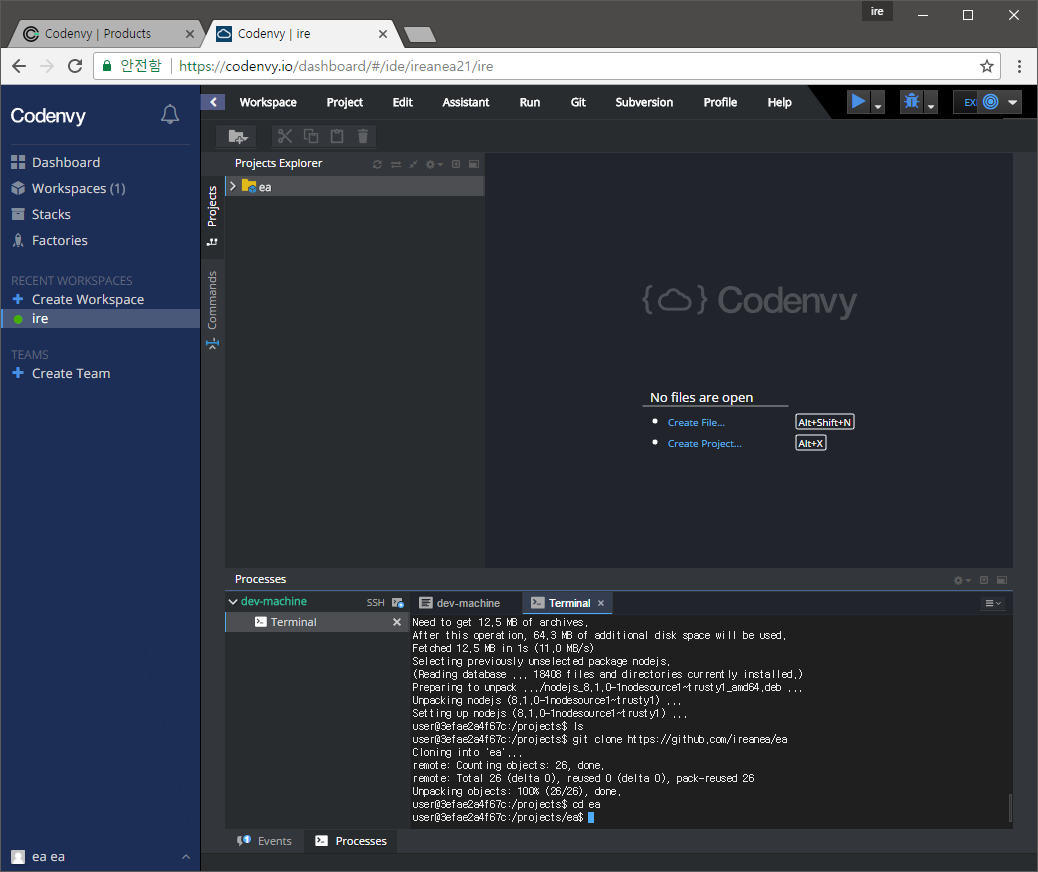 ire
Codenvy | Products
Codenvy | ire
안전함
https://codenvy.io/dashboard/#/ide/ireanea21/ire
Codenvy
Dashboard
Workspaces (1)
Stacks
Factories
RECENT WORKSPACES
Create Workspace
ire
TEAMS
Create Team
ea ea
Workspace Project Edit Assistant Run Git Subversion Profile Help
Projects Explorer
Projects
Commands
ea
{ } Codenvy
No files are open
Create File... Alt+Shift+N
Create Project... Alt+X
Processes
dev-machine SSH
Terminal
dev-machine Terminal
Need to get 12.5 MB of archives.
After this operation, 64.3 MB of additional disk space will be used.
Fetched 12.5 MB in 1s (11.0 MB/s)
Selecting previously unselected package nodejs.
(Reading database ... 18408 files and directories currently installed.)
Preparing to unpack .../nodejs_8.1.0-1nodesource1~trusty1_amd64.deb ...
Unpacking nodejs (8.1.0-1nodesource1~trusty1) ...
Setting up nodejs (8.1.0-1nodesource1~trusty1) ...
user@3efae2a4f67c:/projects$ ls
user@3efae2a4f67c:/projects$ git clone https://github.com/ireanea/ea
Cloning into 'ea'...
remote: Counting objects: 26, done.
remote: Total 26 (delta 0), reused 0 (delta 0), pack-reused 26
Unpacking objects: 100% (26/26), done.
user@3efae2a4f67c:/projects$ cd ea
user@3efae2a4f67c:/projects/ea$
Events Processes